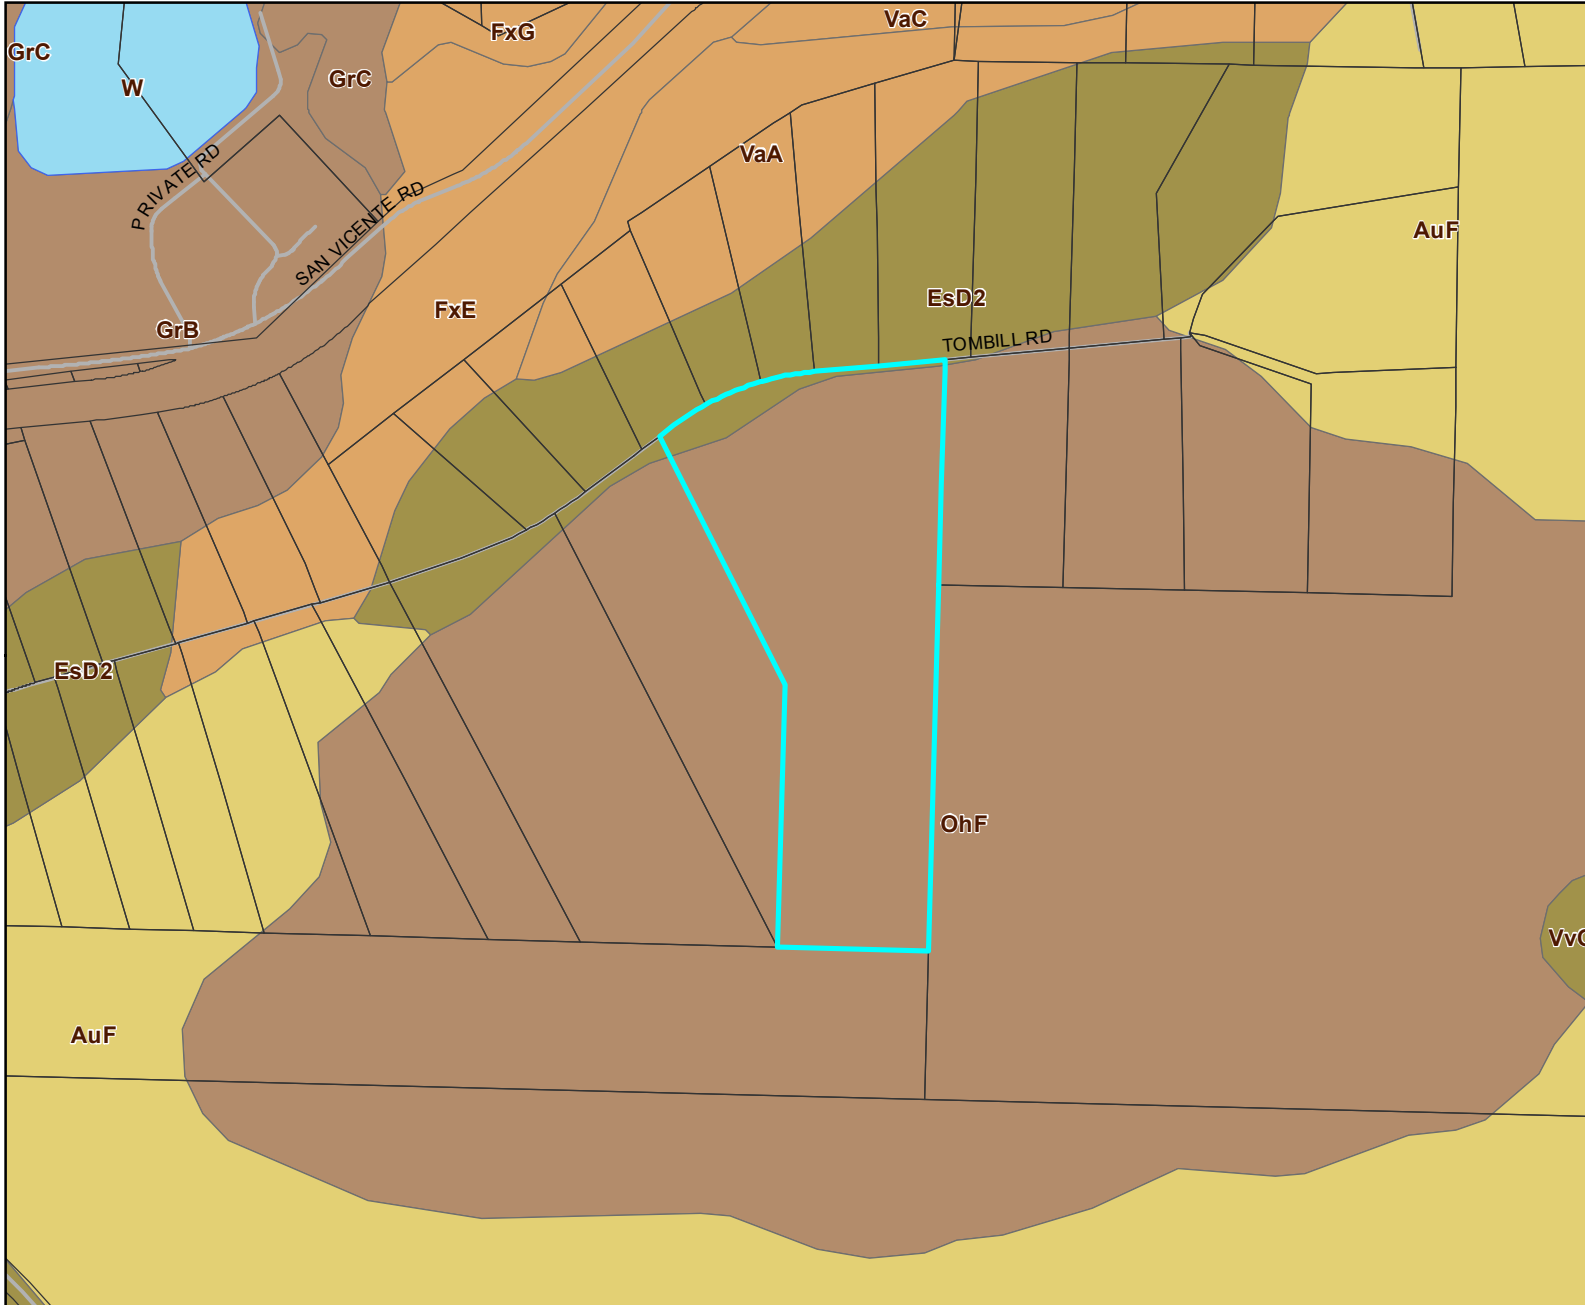 VaC
FxG
GrC
GrC
W
VaA
PRIVATE RD
SAN VICENTE RD
AuF
EsD2
FxE
GrB
TOMBILL RD
EsD2
OhF
AuF